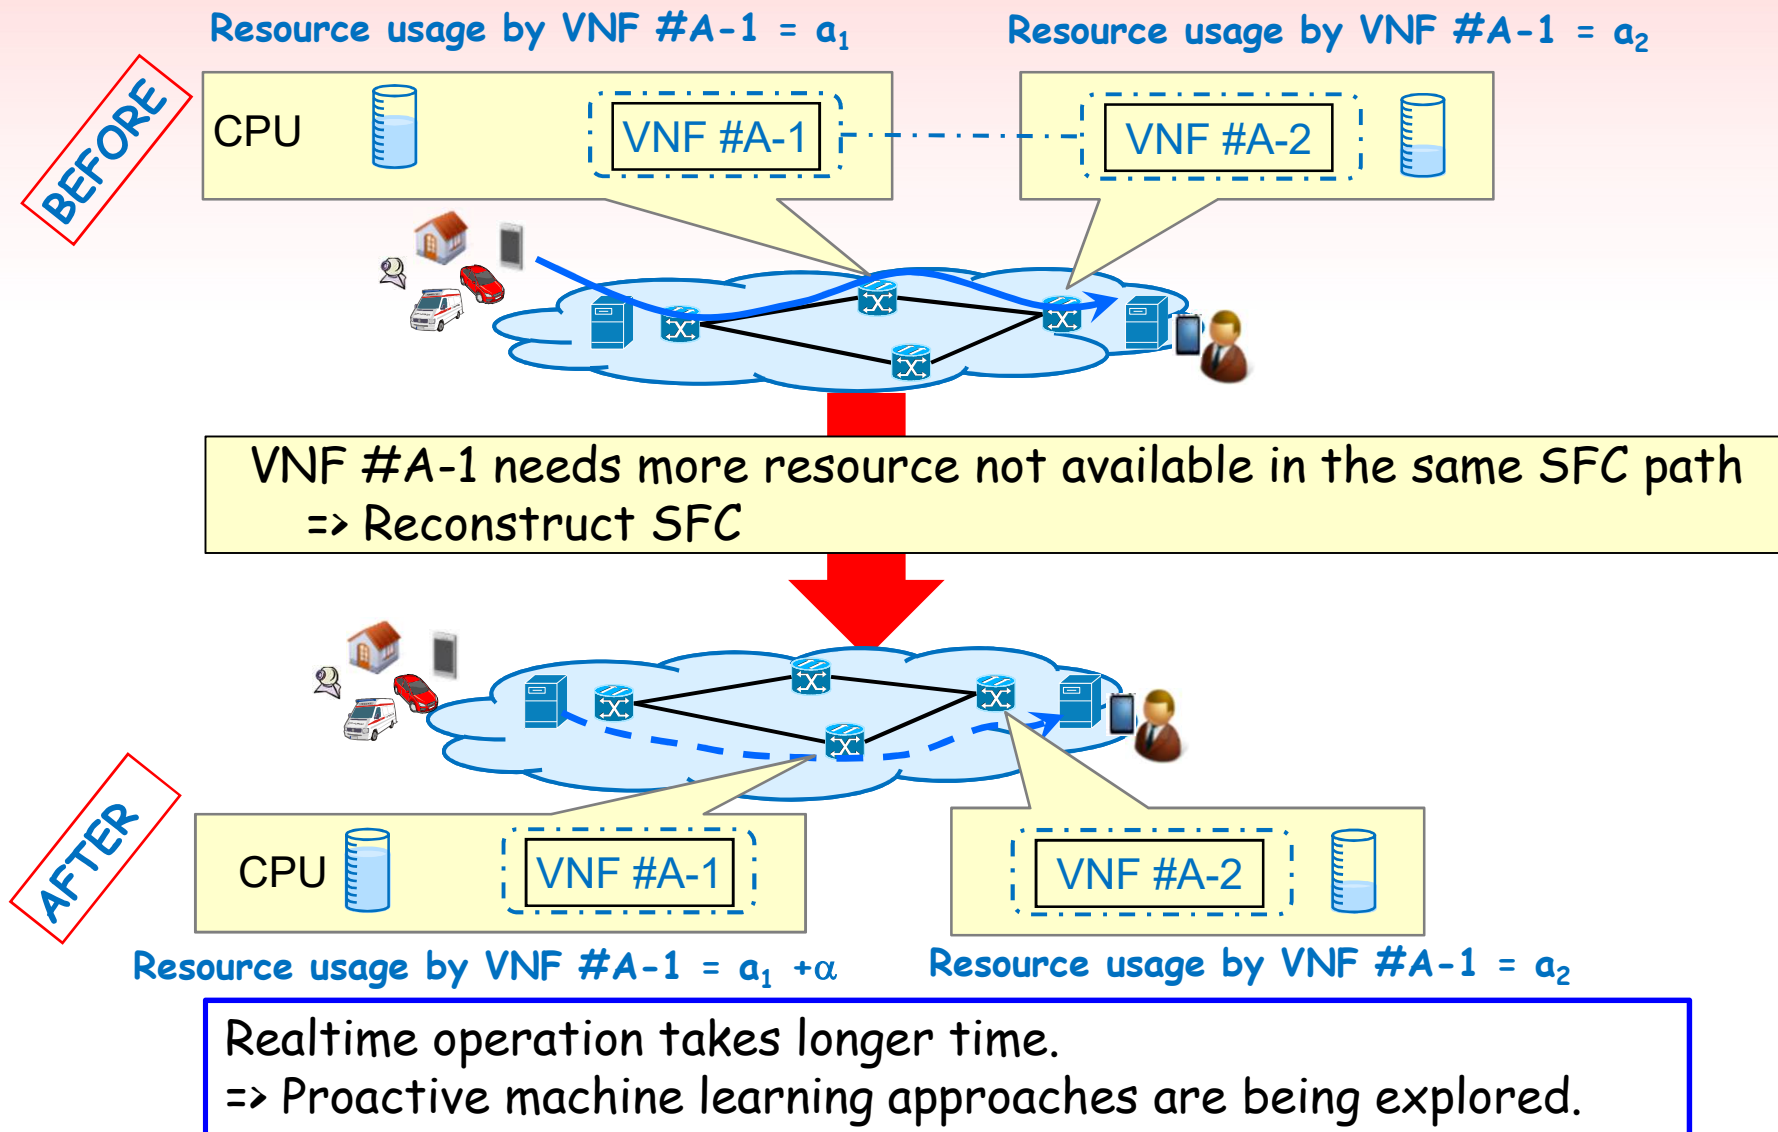 Resource usage by VNF #A-1 = a₁
Resource usage by VNF #A-1 = a₂
BEFORE
CPU
VNF #A-1
VNF #A-2
VNF #A-1 needs more resource not available in the same SFC path
=> Reconstruct SFC
AFTER
CPU
VNF #A-1
VNF #A-2
Resource usage by VNF #A-1 = a₁ +α
Resource usage by VNF #A-1 = a₂
Realtime operation takes longer time.
=> Proactive machine learning approaches are being explored.